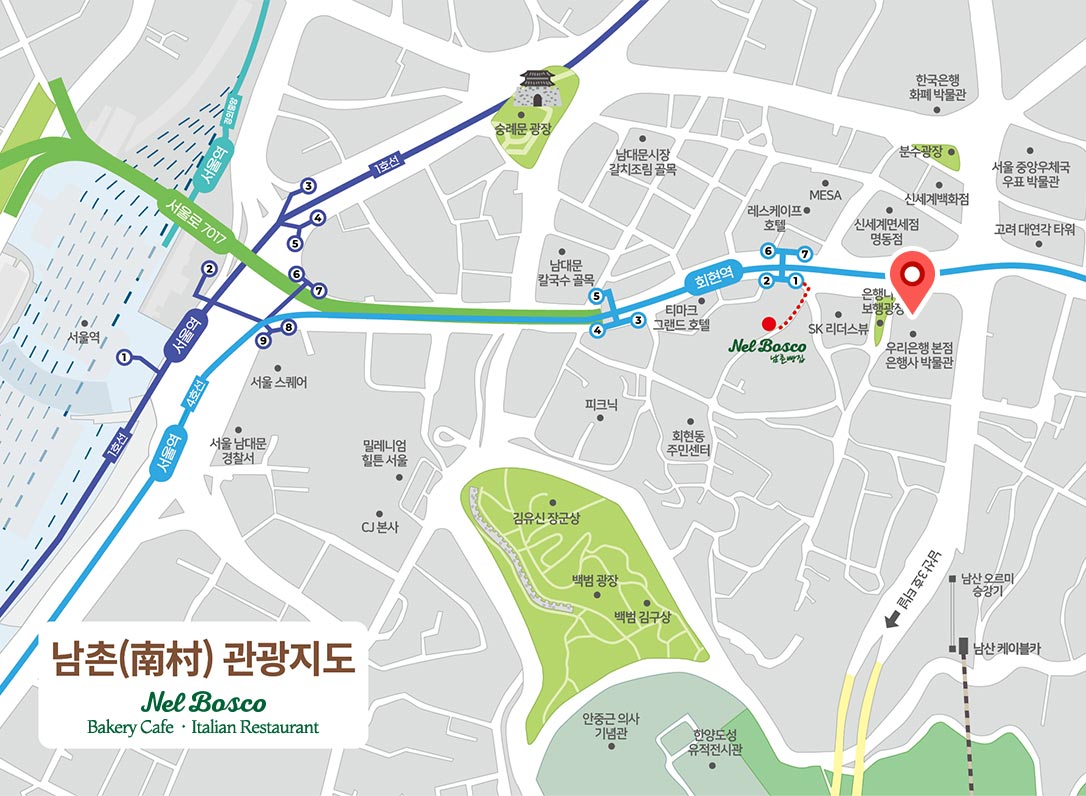 한국은행
화폐 박물관
경의중앙
숭례문 광장
서울역
1호선
남대문시장
갈치조림 골목
분수광장
서울 중앙우체국
우표 박물관
3
MESA
신세계백화점
서울로 7017
4
레스케이프
호텔
신세계면세점
명동점
고려 대연각 타워
5
남대문
칼국수 골목
6
7
2
6
7
회현역
2
1
5
티마크
그랜드 호텔
4
3
은행나
보행광장
SK 리더스뷰
서울역
서울역
8
9
Nel Bosco
남촌빵집
우리은행 본점
은행사 박물관
1
서울 스퀘어
4호선
피크닉
회현동
주민센터
1호선
서울역
서울 남대문
경찰서
밀레니엄
힐튼 서울
CJ 본사
김유신 장군상
백범 광장
백범 김구상
남산 3호 터널
남산 오르미
승강기
남산 케이블카
남촌(南村) 관광지도
Nel Bosco
Bakery Cafe · Italian Restaurant
안중근 의사
기념관
한양도성
유적전시관